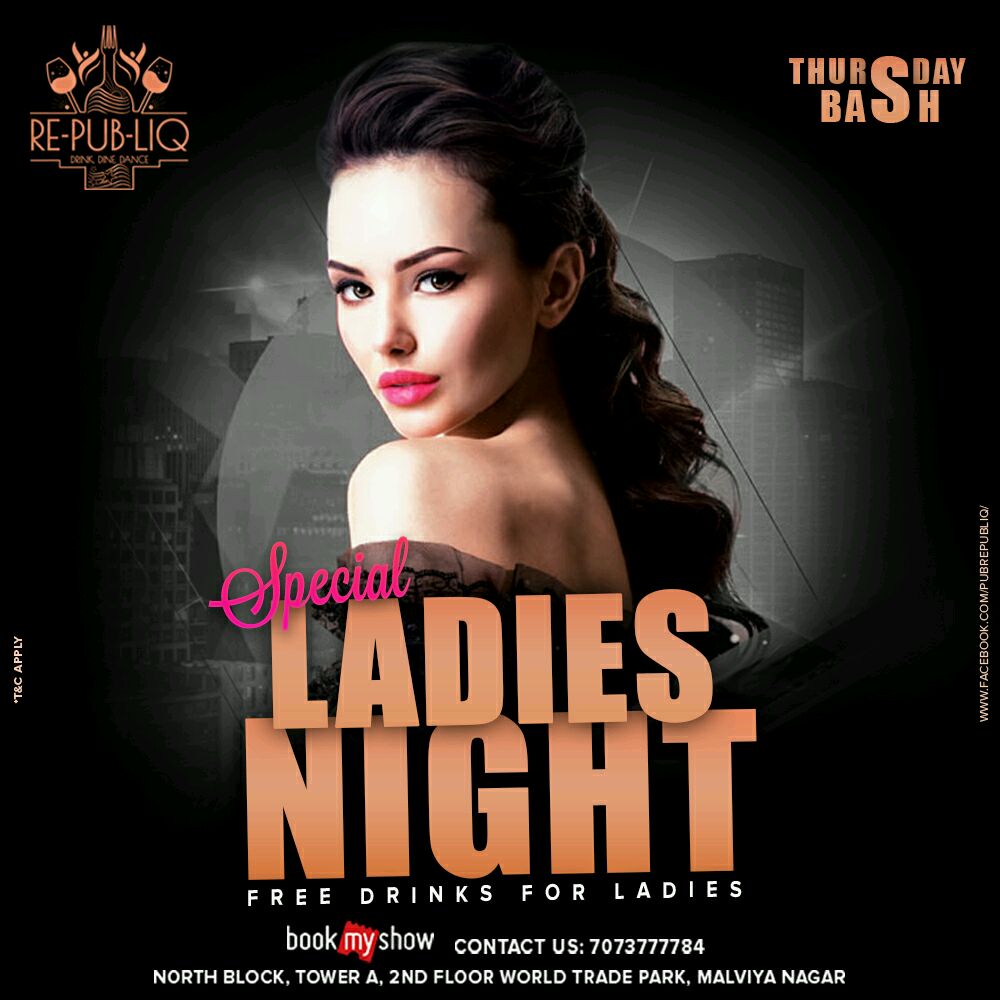 RE-PUB-LIQ
DRINK, DINE, DANCE
THURSDAY
BASH
Special
LADIES
NIGHT
FREE DRINKS FOR LADIES
bookmyshow CONTACT US: 7073777784
NORTH BLOCK, TOWER A, 2ND FLOOR WORLD TRADE PARK, MALVIYA NAGAR
*T&C APPLY
WWW.FACEBOOK.COM/PUBREPUBLIQ/